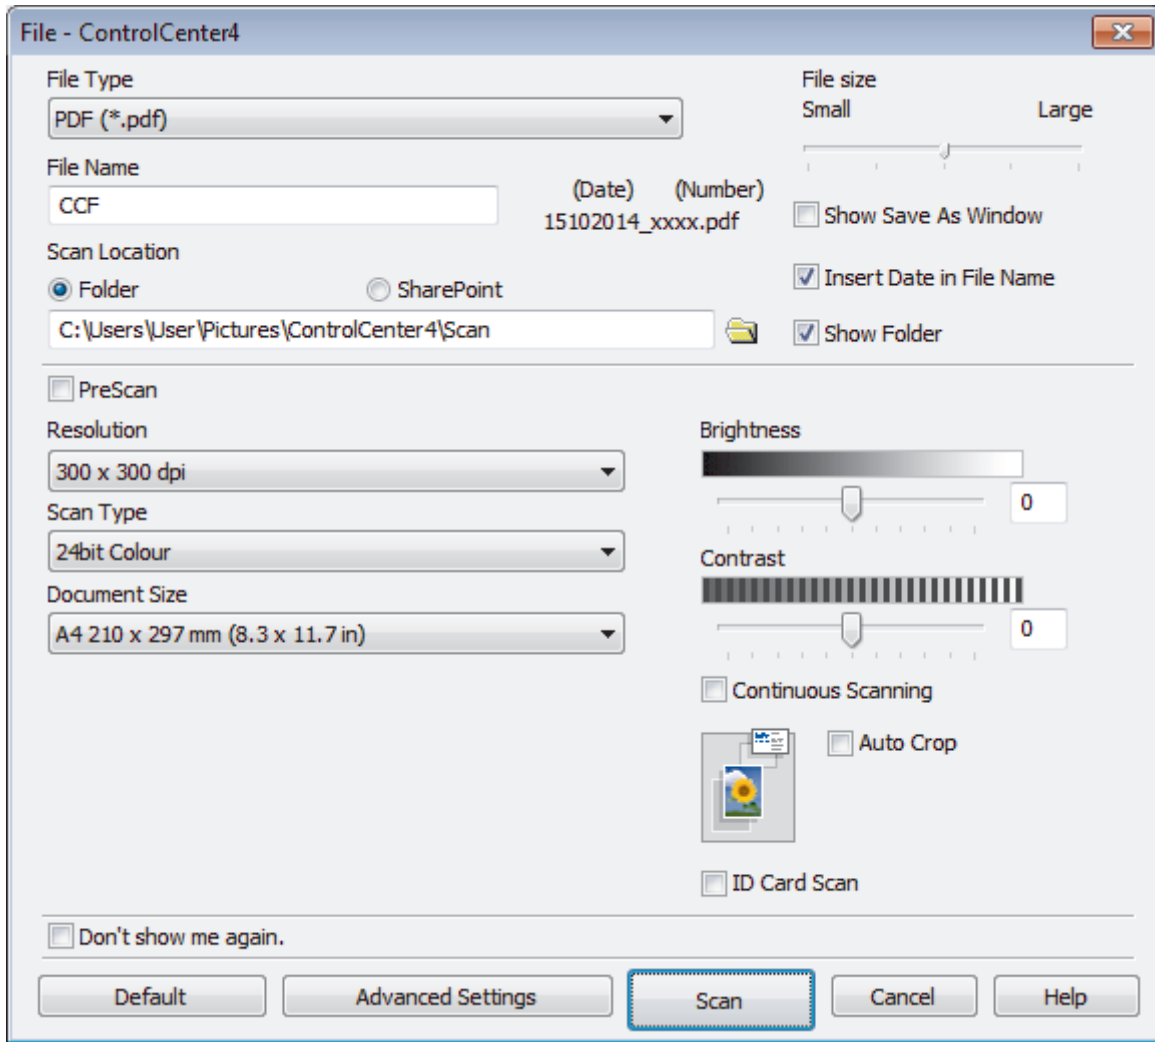 File - ControlCenter4
File Type
PDF (*.pdf)
File size
Small Large
File Name
CCF
(Date) (Number)
15102014_xxxx.pdf
Show Save As Window
Scan Location
Folder SharePoint
Insert Date in File Name
C:\Users\User\Pictures\ControlCenter4\Scan
Show Folder
PreScan
Resolution
300 x 300 dpi
Scan Type
24bit Colour
Document Size
A4 210 x 297 mm (8.3 x 11.7 in)
Brightness
0
Contrast
0
Continuous Scanning
Auto Crop
ID Card Scan
Don't show me again.
Default Advanced Settings Scan Cancel Help